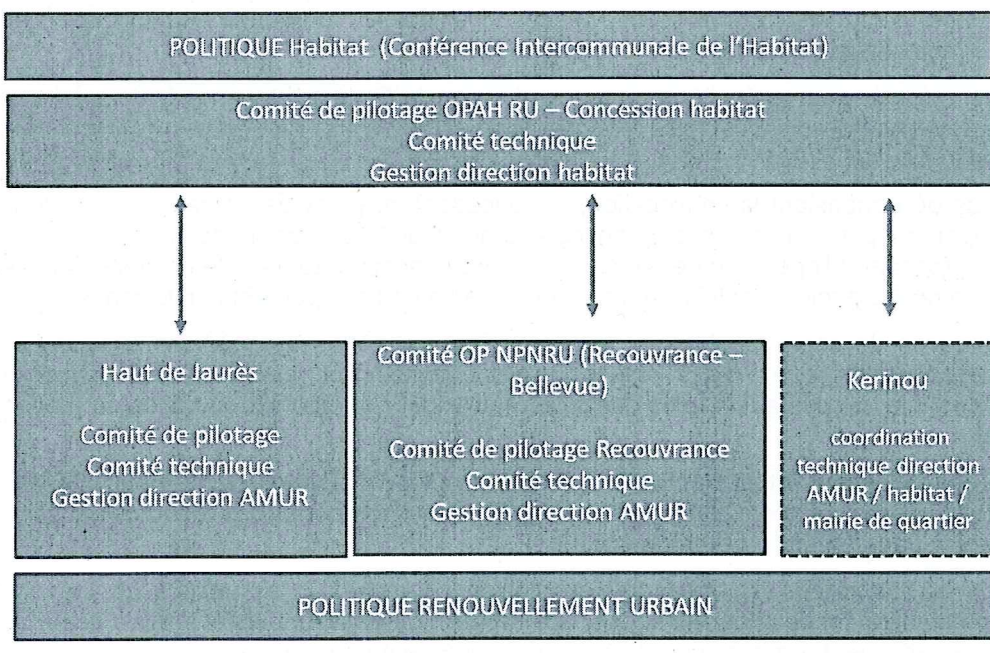 POLITIQUE Habitat (Conférence Intercommunale de l'Habitat)
Comité de pilotage OPAH RU – Concession habitat
Comité technique
Gestion direction habitat
Haut de Jaurès
Comité de pilotage
Comité technique
Gestion direction AMUR
Comité OP NPNRU (Recouvrance –
Bellevue)
Comité de pilotage Recouvrance
Comité technique
Gestion direction AMUR
Kerinou
coordination
technique direction
AMUR / habitat /
mairie de quartier
POLITIQUE RENOUVELLEMENT URBAIN